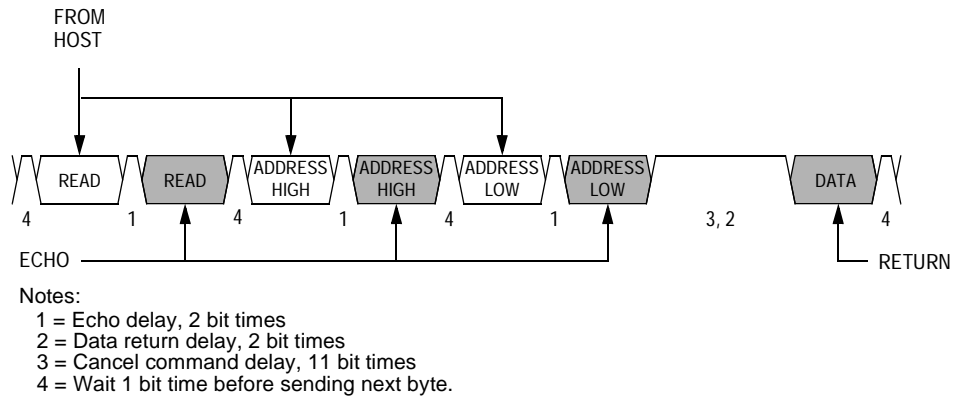 FROM
HOST
READ
READ
ADDRESS
HIGH
ADDRESS
HIGH
ADDRESS
LOW
ADDRESS
LOW
DATA
4
1
4
1
4
1
3, 2
4
ECHO
RETURN
Notes:
1 = Echo delay, 2 bit times
2 = Data return delay, 2 bit times
3 = Cancel command delay, 11 bit times
4 = Wait 1 bit time before sending next byte.